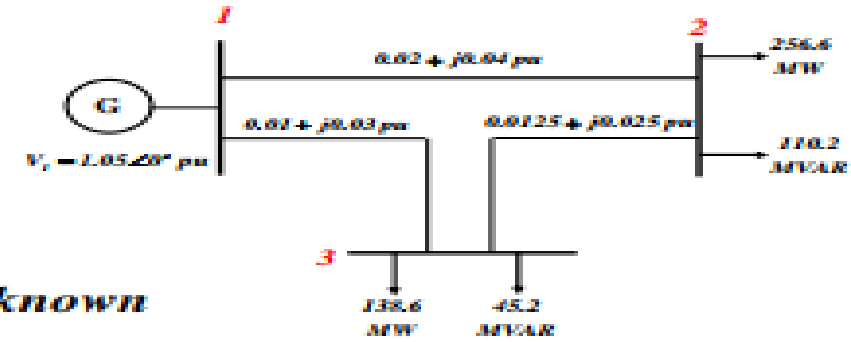 1
2
0.02 + j0.04 pu
256.6
MW
G
0.01 + j0.03 pu
0.0125 + j0.025 pu
110.2
MVAR
V₁ = 1.05∠0° pu
3
known
138.6
MW
45.2
MVAR